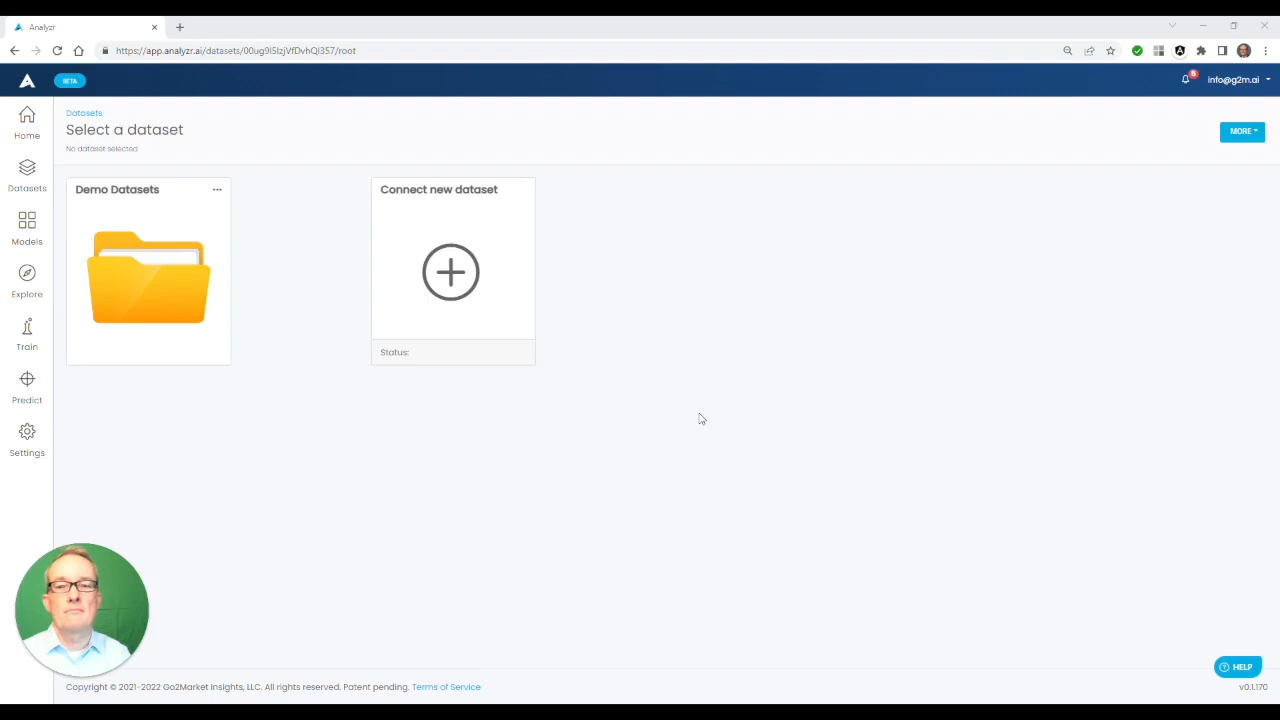 Analyzr
https://app.analyzr.ai/datasets/00ug9l5lzjVfDvhQI357/root
BETA
6
info@g2m.ai
Home
Datasets
Models
Explore
Train
Predict
Settings
Datasets
Select a dataset
No dataset selected
MORE
Demo Datasets
...
Connect new dataset
Status:
HELP
Copyright © 2021-2022 Go2Market Insights, LLC. All rights reserved. Patent pending. Terms of Service
v0.1.170